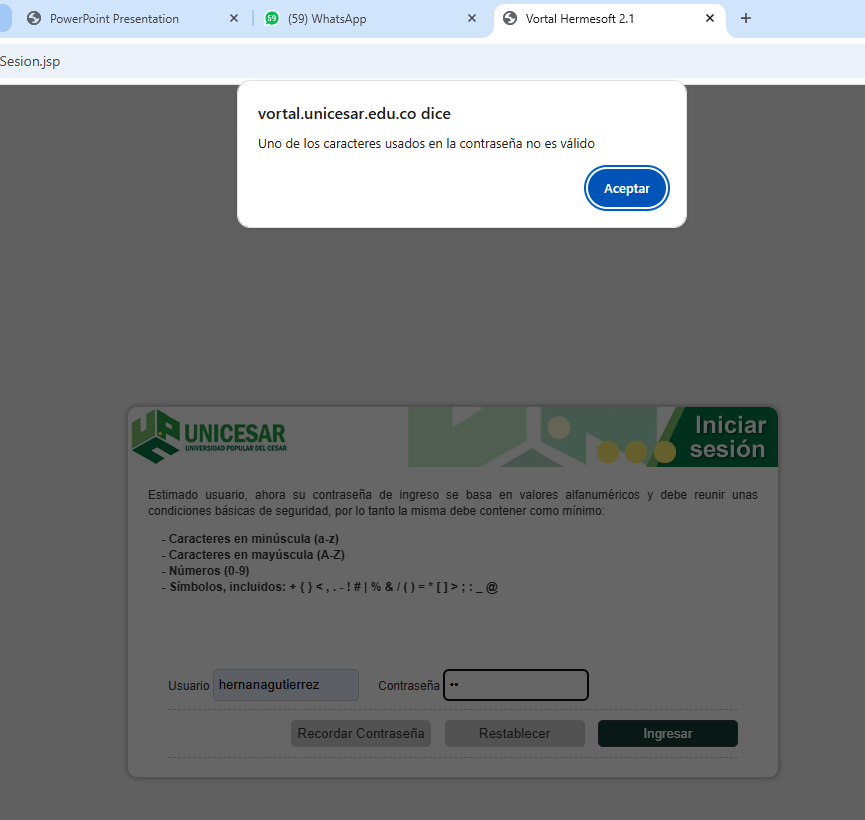 PowerPoint Presentation
59
(59) WhatsApp
Vortal Hermesoft 2.1
Sesion.jsp
vortal.unicesar.edu.co dice
Uno de los caracteres usados en la contraseña no es válido
Aceptar
UNICESAR
UNIVERSIDAD POPULAR DEL CESAR
Iniciar
sesión
Estimado usuario, ahora su contraseña de ingreso se basa en valores alfanuméricos y debe reunir unas
condiciones básicas de seguridad, por lo tanto la misma debe contener como mínimo:
- Caracteres en minúscula (a-z)
- Caracteres en mayúscula (A-Z)
- Números (0-9)
- Símbolos, incluidos: + { } < , . - ! # | % & / ( ) = * [ ] > ; : _ @
Usuario hernanagutierrez Contraseña ••
Recordar Contraseña Restablecer Ingresar